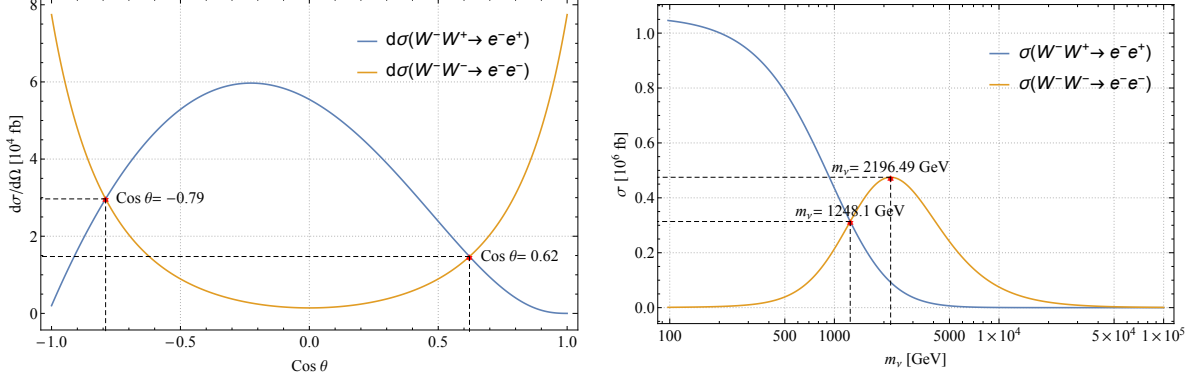 8
6
4
2
0
dσ/dΩ [10⁴ fb]
dσ(W⁻W⁺→ e⁻e⁺)
dσ(W⁻W⁻→ e⁻e⁻)
Cos θ= −0.79
Cos θ= 0.62
−1.0 −0.5 0.0 0.5 1.0
Cos θ
1.0
0.8
0.6
0.4
0.2
0.0
σ [10⁶ fb]
σ(W⁻W⁺→ e⁻e⁺)
σ(W⁻W⁻→ e⁻e⁻)
mᵥ= 2196.49 GeV
mᵥ= 1248.1 GeV
100 500 1000 5000 1×10⁴ 5×10⁴ 1×10⁵
mᵥ [GeV]